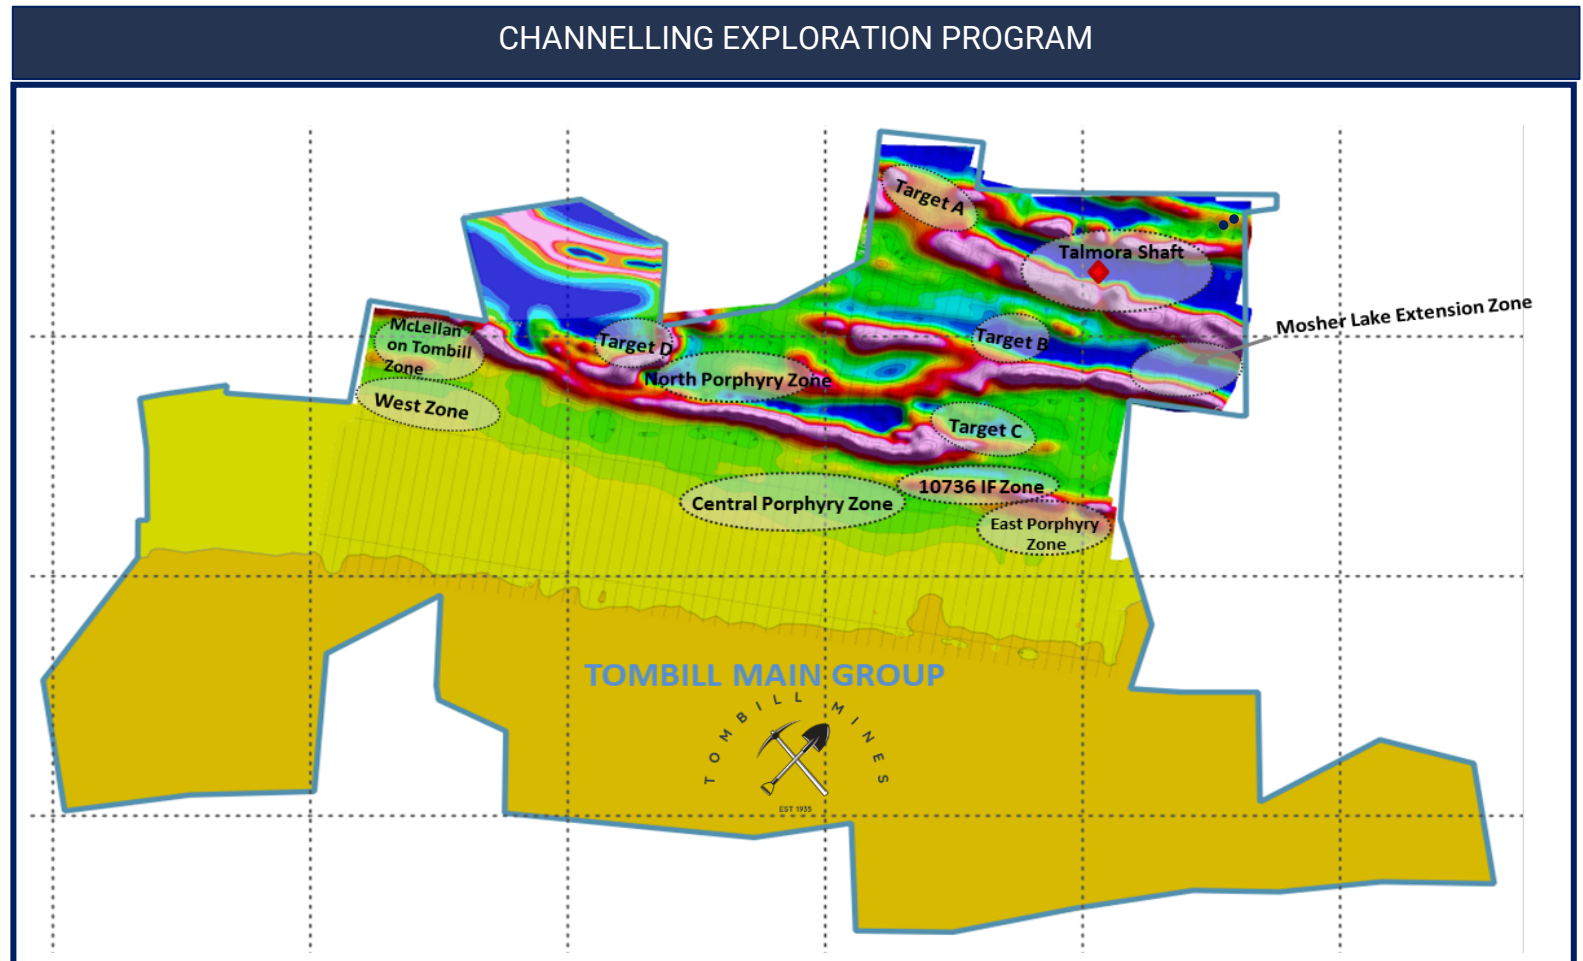 CHANNELLING EXPLORATION PROGRAM
Target A
Talmora Shaft
Mosher Lake Extension Zone
McLellan
on Tombill
Zone
Target D
Target B
North Porphyry Zone
West Zone
Target C
10736 IF Zone
Central Porphyry Zone
East Porphyry
Zone
TOMBILL MAIN GROUP
TOMBILL MINES
EST 1935